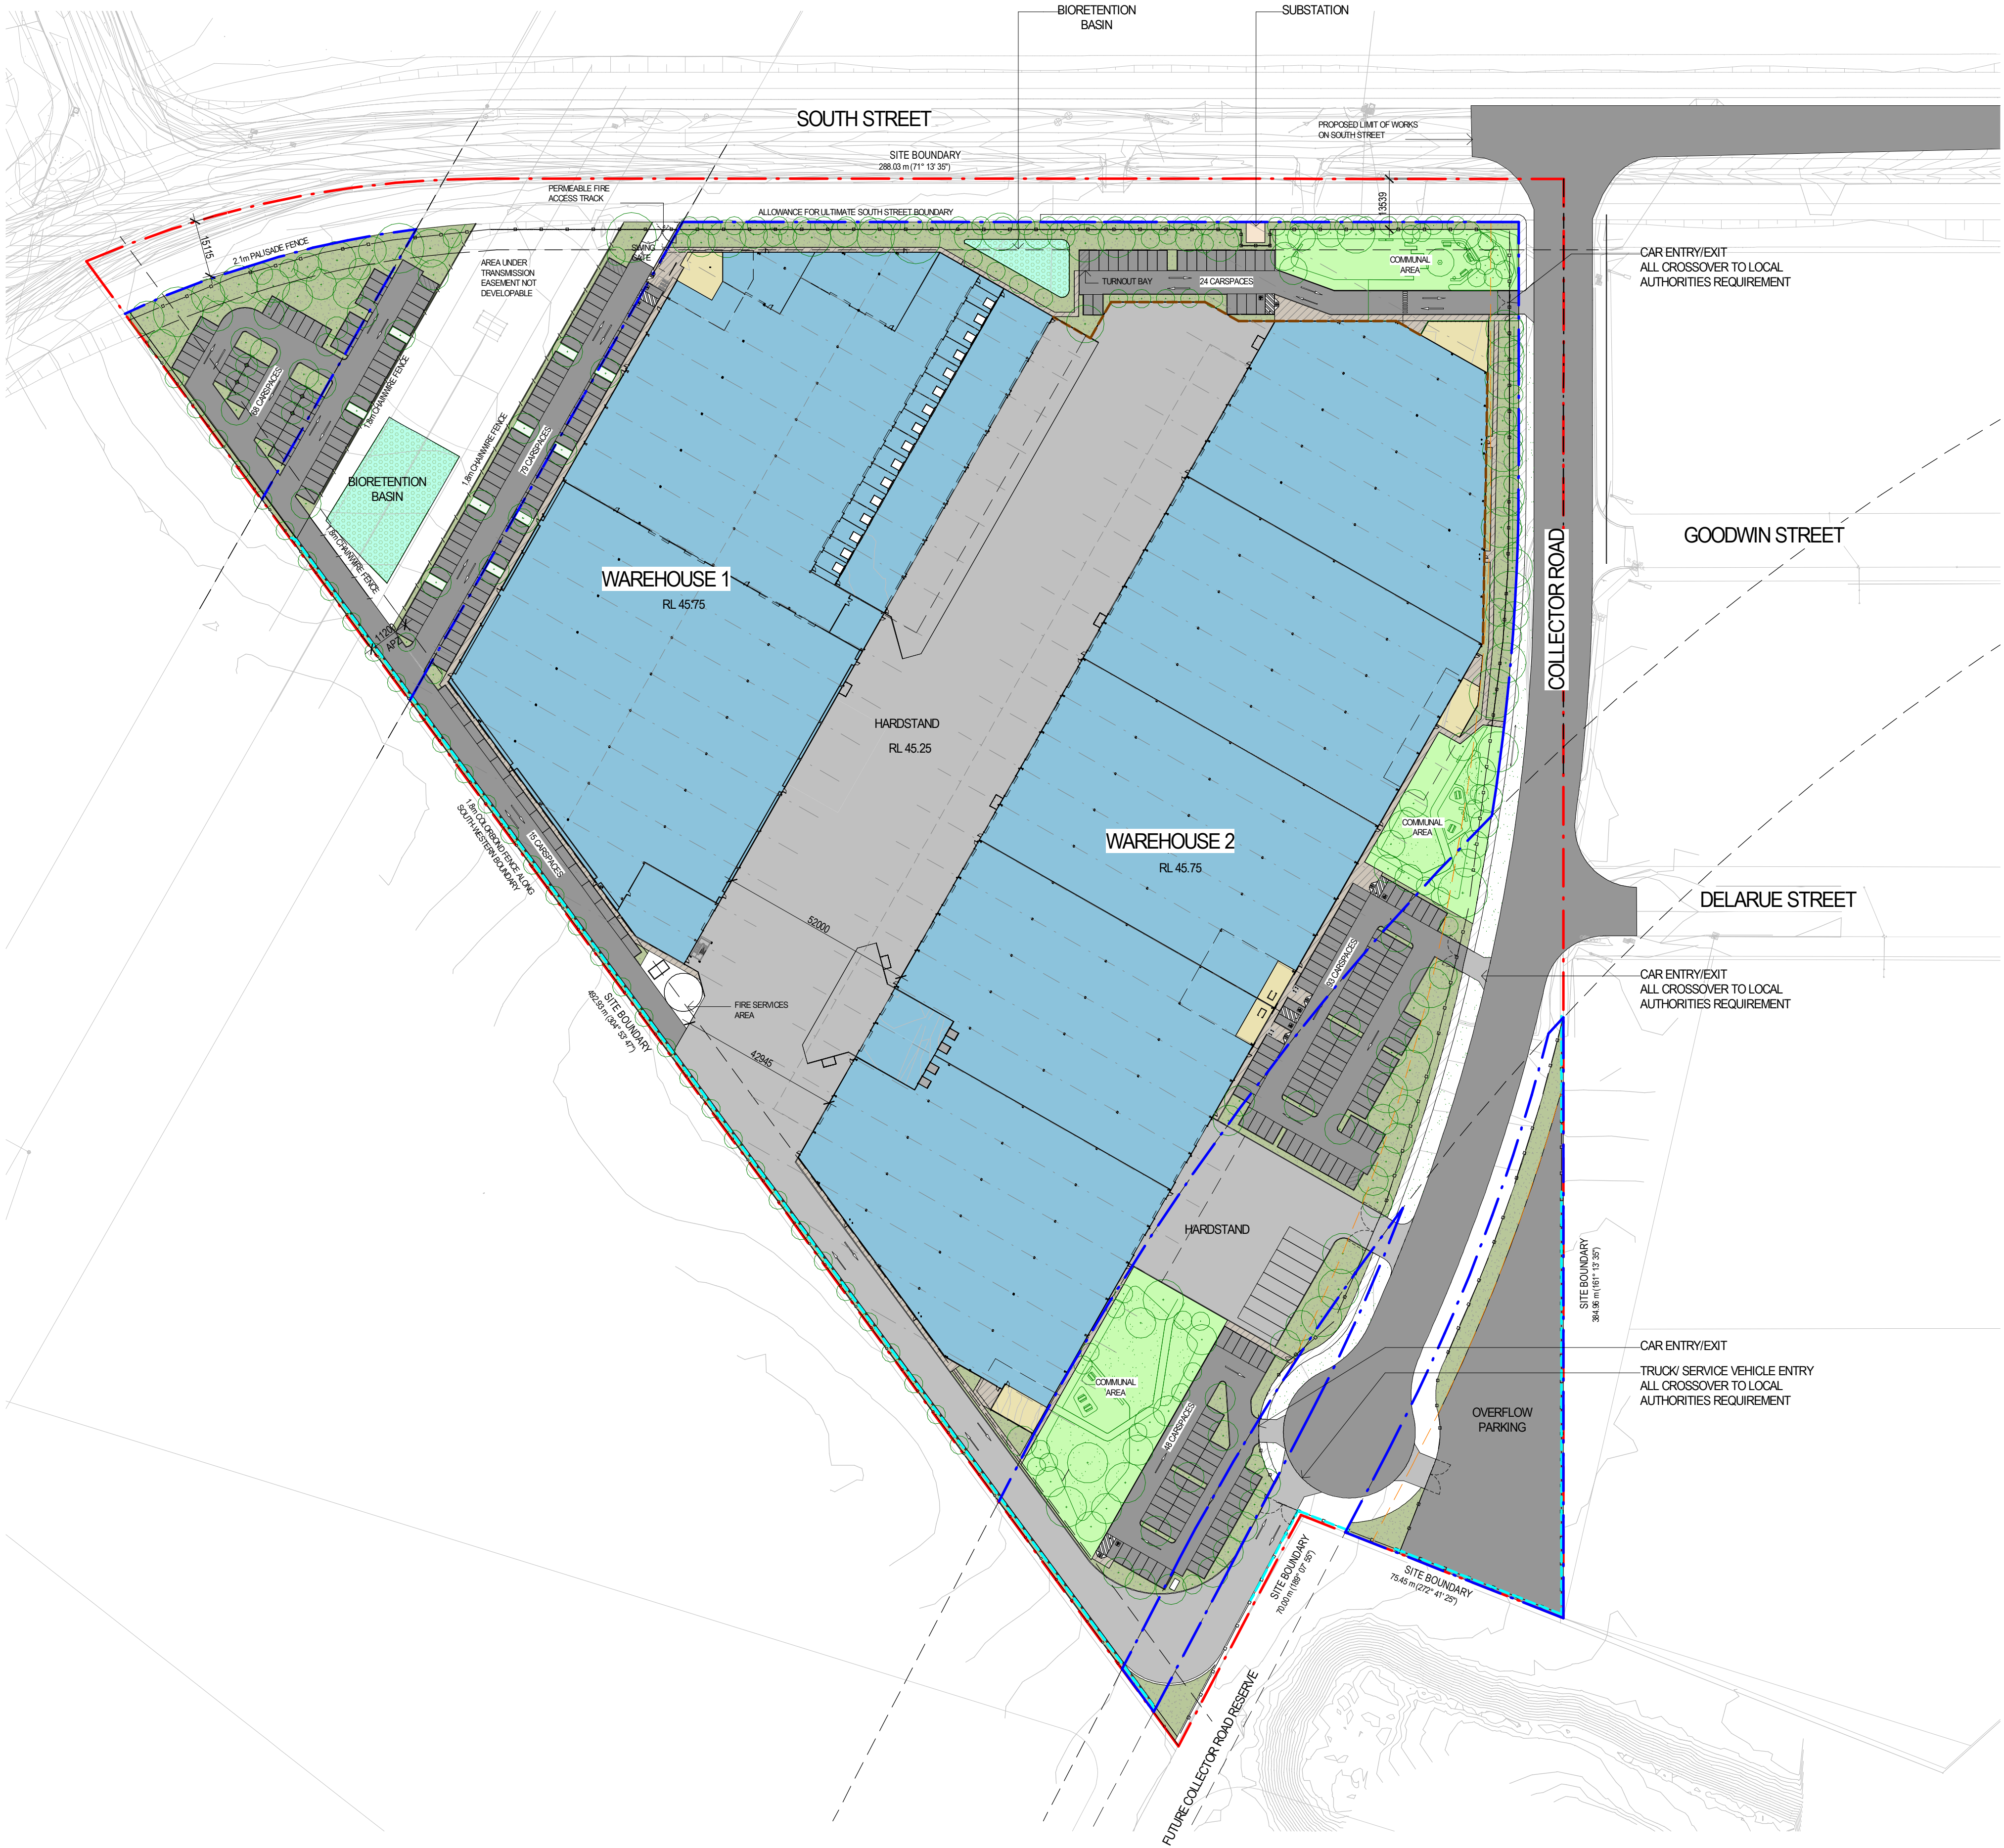 BIORETENTION
BASIN
SUBSTATION
SOUTH STREET
PROPOSED LIMIT OF WORKS
ON SOUTH STREET
SITE BOUNDARY
288.03 m (71° 13' 35")
PERMEABLE FIRE
ACCESS TRACK
ALLOWANCE FOR ULTIMATE SOUTH STREET BOUNDARY
13539
15115
2.1m PALISADE FENCE
SWING
GATE
AREA UNDER
TRANSMISSION
EASEMENT NOT
DEVELOPABLE
COMMUNAL
AREA
TURNOUT BAY
24 CARSPACES
CAR ENTRY/EXIT
ALL CROSSOVER TO LOCAL
AUTHORITIES REQUIREMENT
68 CARSPACES
1.8m CHAINWIRE FENCE
1.8m CHAINWIRE FENCE
79 CARSPACES
BIORETENTION
BASIN
1.8m CHAINWIRE FENCE
GOODWIN STREET
COLLECTOR ROAD
WAREHOUSE 1
RL 45.75
11200
APZ
HARDSTAND
RL 45.25
1.8m COLORBOND FENCE ALONG
SOUTH-WESTERN BOUNDARY
15 CARSPACES
COMMUNAL
AREA
WAREHOUSE 2
RL 45.75
DELARUE STREET
52000
93 CARSPACES
CAR ENTRY/EXIT
ALL CROSSOVER TO LOCAL
AUTHORITIES REQUIREMENT
FIRE SERVICES
AREA
SITE BOUNDARY
492.93 m (304° 53' 47")
42945
HARDSTAND
SITE BOUNDARY
384.96 m (161° 13' 35")
CAR ENTRY/EXIT
TRUCK/ SERVICE VEHICLE ENTRY
ALL CROSSOVER TO LOCAL
AUTHORITIES REQUIREMENT
COMMUNAL
AREA
48 CARSPACES
OVERFLOW
PARKING
SITE BOUNDARY
70.00 m (189° 07' 55")
SITE BOUNDARY
75.45 m (272° 41' 25")
FUTURE COLLECTOR ROAD RESERVE